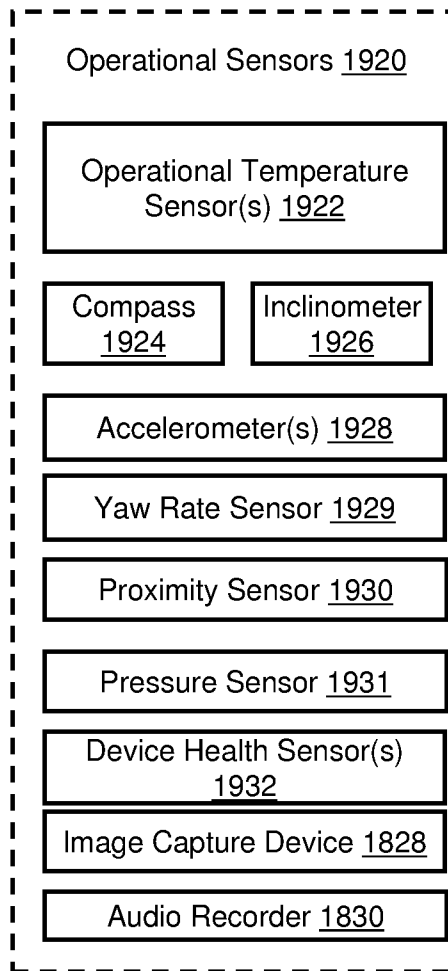 Operational Sensors 1920
Operational Temperature
Sensor(s) 1922
Compass
1924
Inclinometer
1926
Accelerometer(s) 1928
Yaw Rate Sensor 1929
Proximity Sensor 1930
Pressure Sensor 1931
Device Health Sensor(s)
1932
Image Capture Device 1828
Audio Recorder 1830